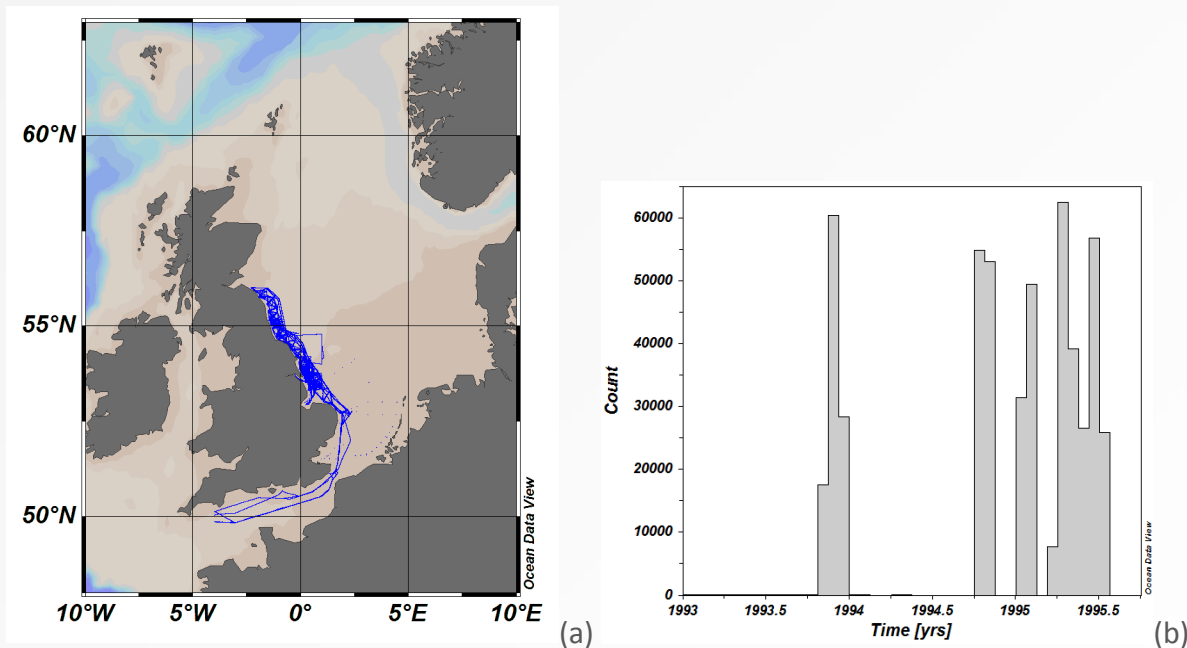 60°N
55°N
50°N
10°W 5°W 0° 5°E 10°E
Ocean Data View
(a)
Count
60000
50000
40000
30000
20000
10000
0
1993 1993.5 1994 1994.5 1995 1995.5
Time [yrs]
Ocean Data View
(b)